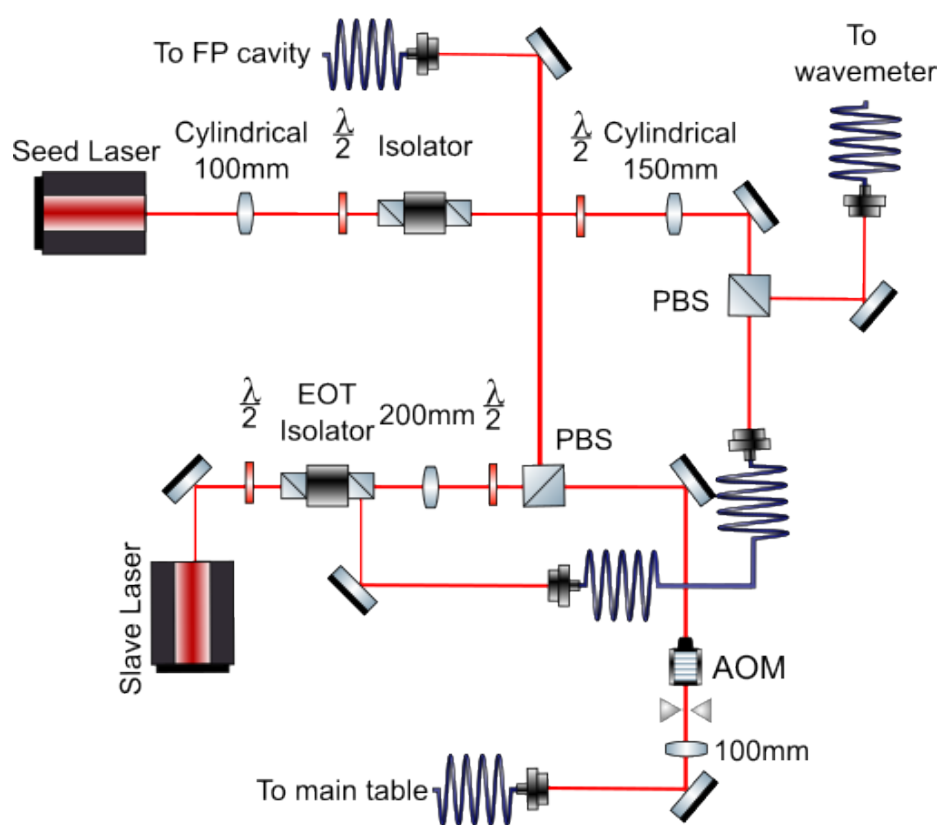 To FP cavity
To
wavemeter
Seed Laser
Cylindrical
100mm
λ
2
Isolator
λ
2
Cylindrical
150mm
PBS
λ
2
EOT
Isolator
200mm
λ
2
PBS
Slave Laser
AOM
100mm
To main table